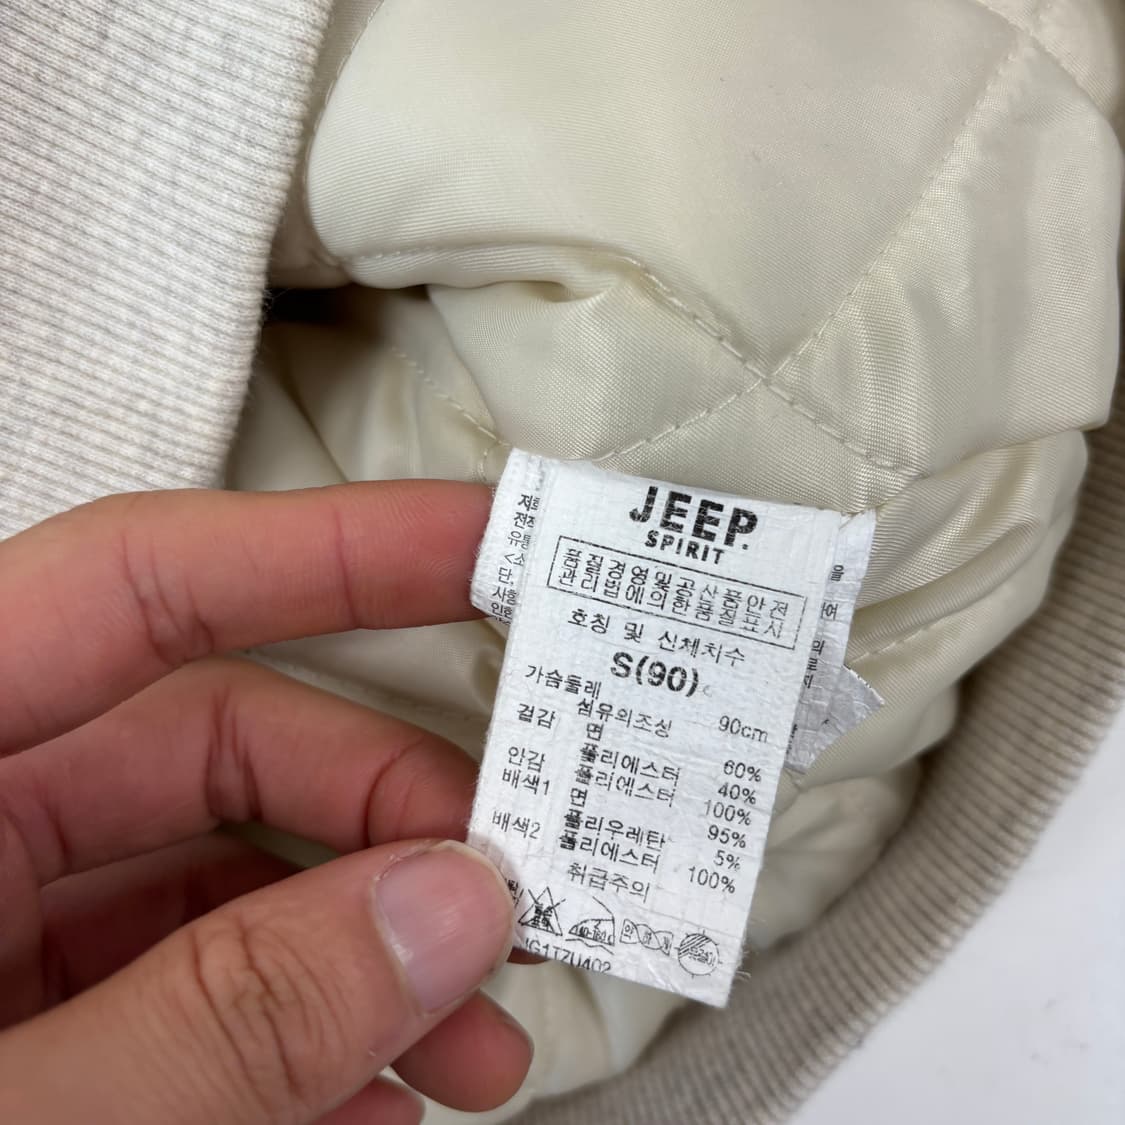 JEEP
SPIRIT
품질경영 및 공산품안전
관리법에 의한 품질표시
호칭 및 신체치수
S(90)
가슴둘레 90cm
섬유의조성
겉감 면 60%
폴리에스터 40%
안감 폴리에스터 100%
배색1 면 95%
폴리우레탄 5%
배색2 폴리에스터 100%
취급주의